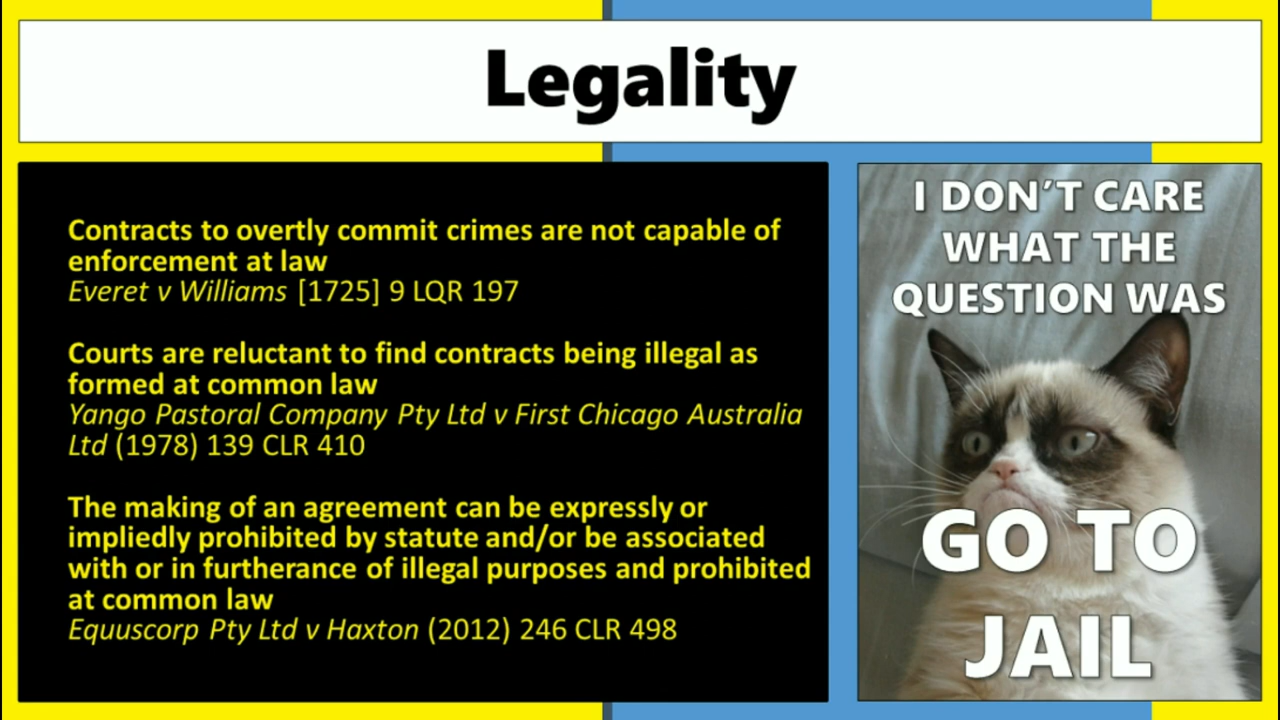 Legality
Contracts to overtly commit crimes are not capable of
enforcement at law
Everet v Williams [1725] 9 LQR 197
Courts are reluctant to find contracts being illegal as
formed at common law
Yango Pastoral Company Pty Ltd v First Chicago Australia
Ltd (1978) 139 CLR 410
The making of an agreement can be expressly or
impliedly prohibited by statute and/or be associated
with or in furtherance of illegal purposes and prohibited
at common law
Equuscorp Pty Ltd v Haxton (2012) 246 CLR 498
I DON'T CARE
WHAT THE
QUESTION WAS
GO TO
JAIL